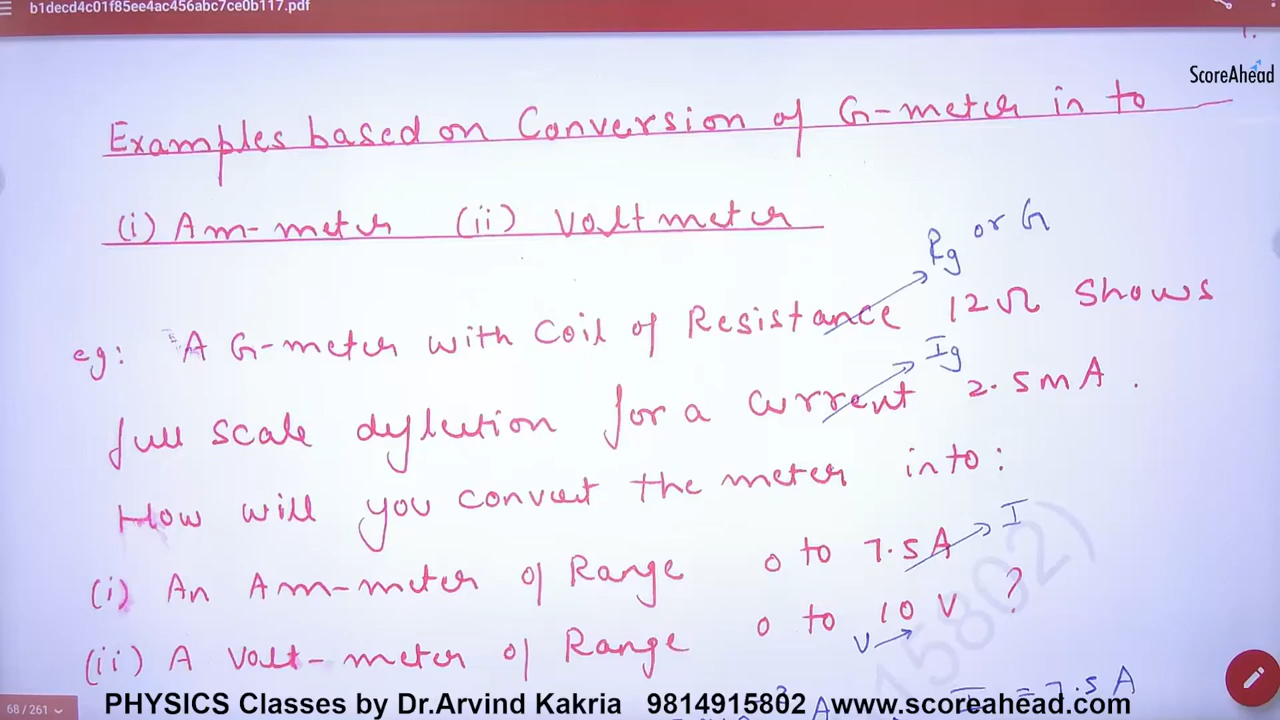 b1decd4c01f85ee4ac456abc7ce0b117.pdf
ScoreAhead
Examples based on Conversion of G-meter in to
(i) Am-meter (ii) Voltmeter
Rg or G
eg: A G-meter with Coil of Resistance 12Ω Shows
Ig
full scale deflection for a current 2.5mA.
How will you convert the meter into:
I
(i) An Am-meter of Range 0 to 7.5A
(ii) A Volt-meter of Range 0 to 10 V ?
V
15802)
= 7.5 A
A
68 / 261
PHYSICS Classes by Dr.Arvind Kakria 9814915802 www.scoreahead.com